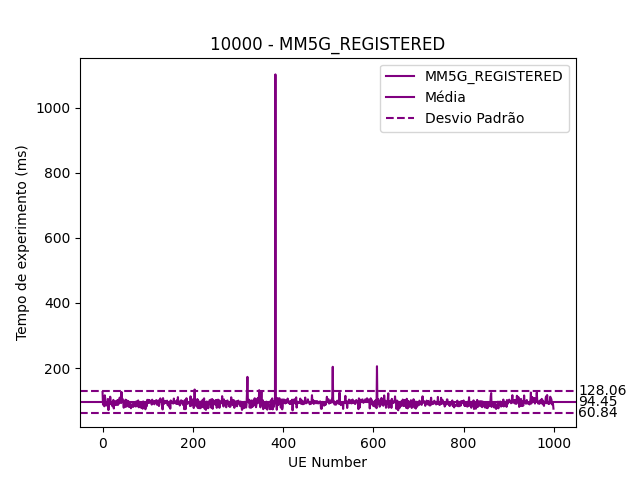 10000 - MM5G_REGISTERED
MM5G_REGISTERED
Média
Desvio Padrão
Tempo de experimento (ms)
1000
800
600
400
200
128.06
94.45
60.84
0 200 400 600 800 1000
UE Number